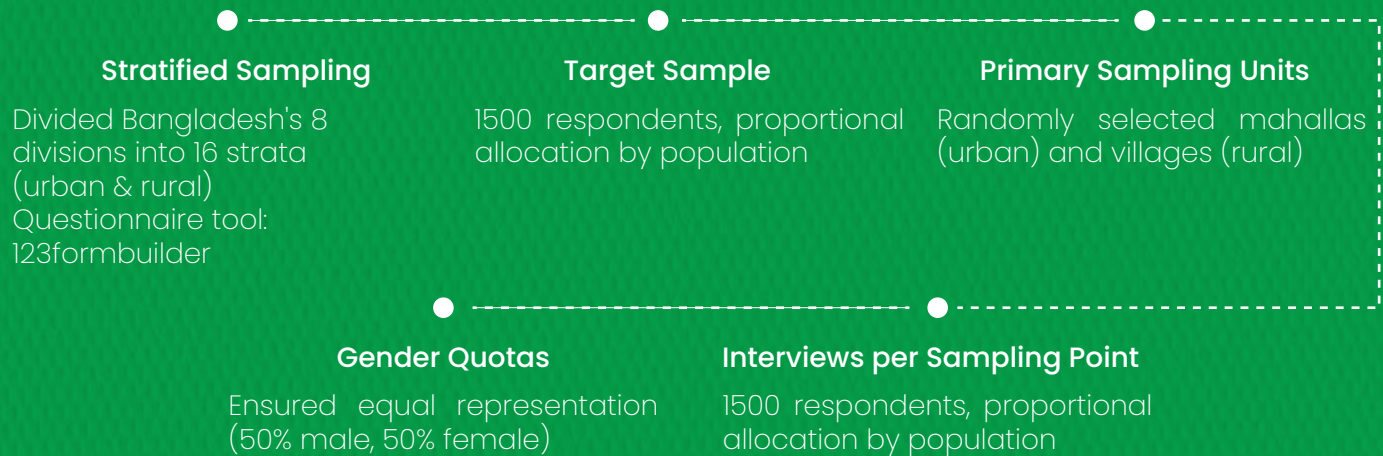 Stratified Sampling
Divided Bangladesh's 8
divisions into 16 strata
(urban & rural)
Questionnaire tool:
123formbuilder
Target Sample
1500 respondents, proportional
allocation by population
Primary Sampling Units
Randomly selected mahallas
(urban) and villages (rural)
Gender Quotas
Ensured equal representation
(50% male, 50% female)
Interviews per Sampling Point
1500 respondents, proportional
allocation by population